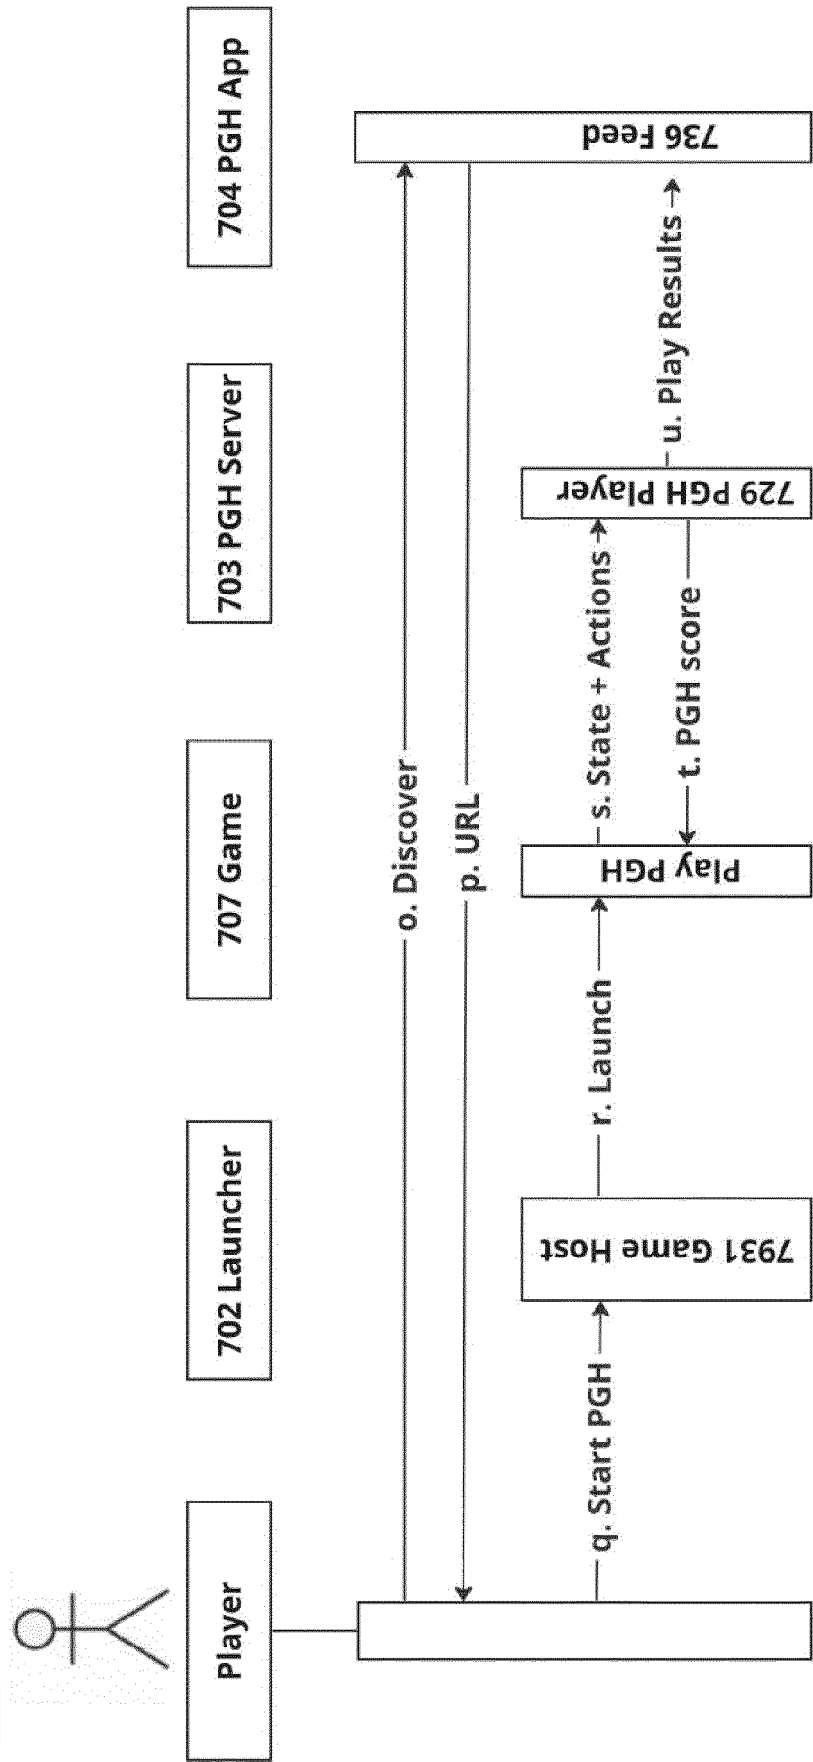 Player
702 Launcher
707 Game
703 PGH Server
704 PGH App
o. Discover
p. URL
q. Start PGH
7931 Game Host
r. Launch
Play PGH
s. State + Actions
t. PGH score
729 PGH Player
u. Play Results
736 Feed